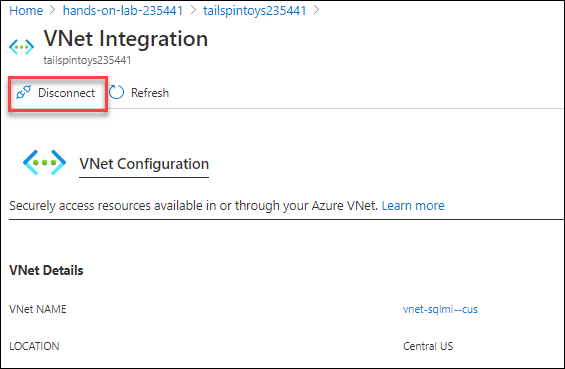 Home > hands-on-lab-235441 > tailspintoys235441 >
VNet Integration
tailspintoys235441
Disconnect Refresh
VNet Configuration
Securely access resources available in or through your Azure VNet. Learn more
VNet Details
VNet NAME vnet-sqlmi--cus
LOCATION Central US